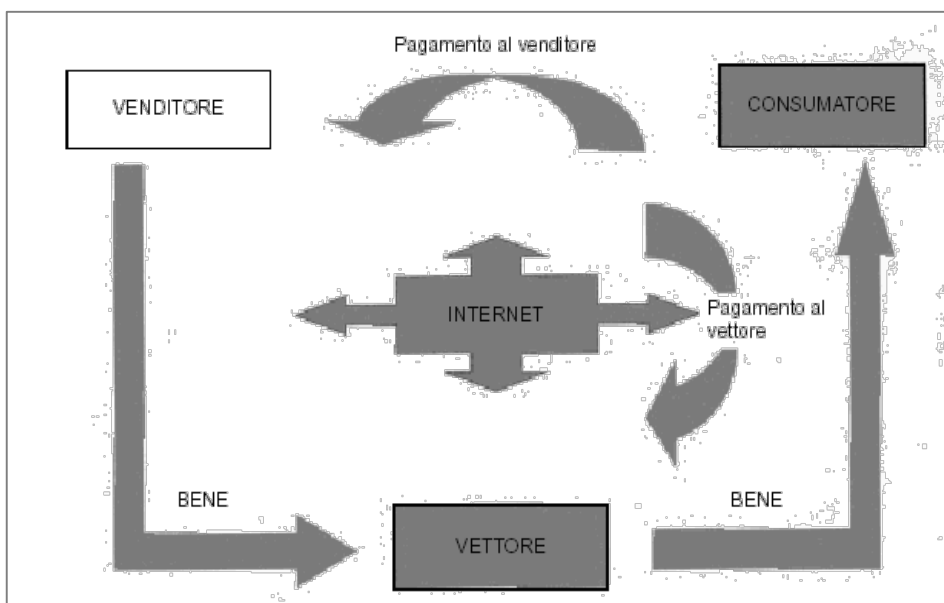 Pagamento al venditore
VENDITORE
CONSUMATORE
INTERNET
Pagamento al
vettore
BENE
BENE
VETTORE